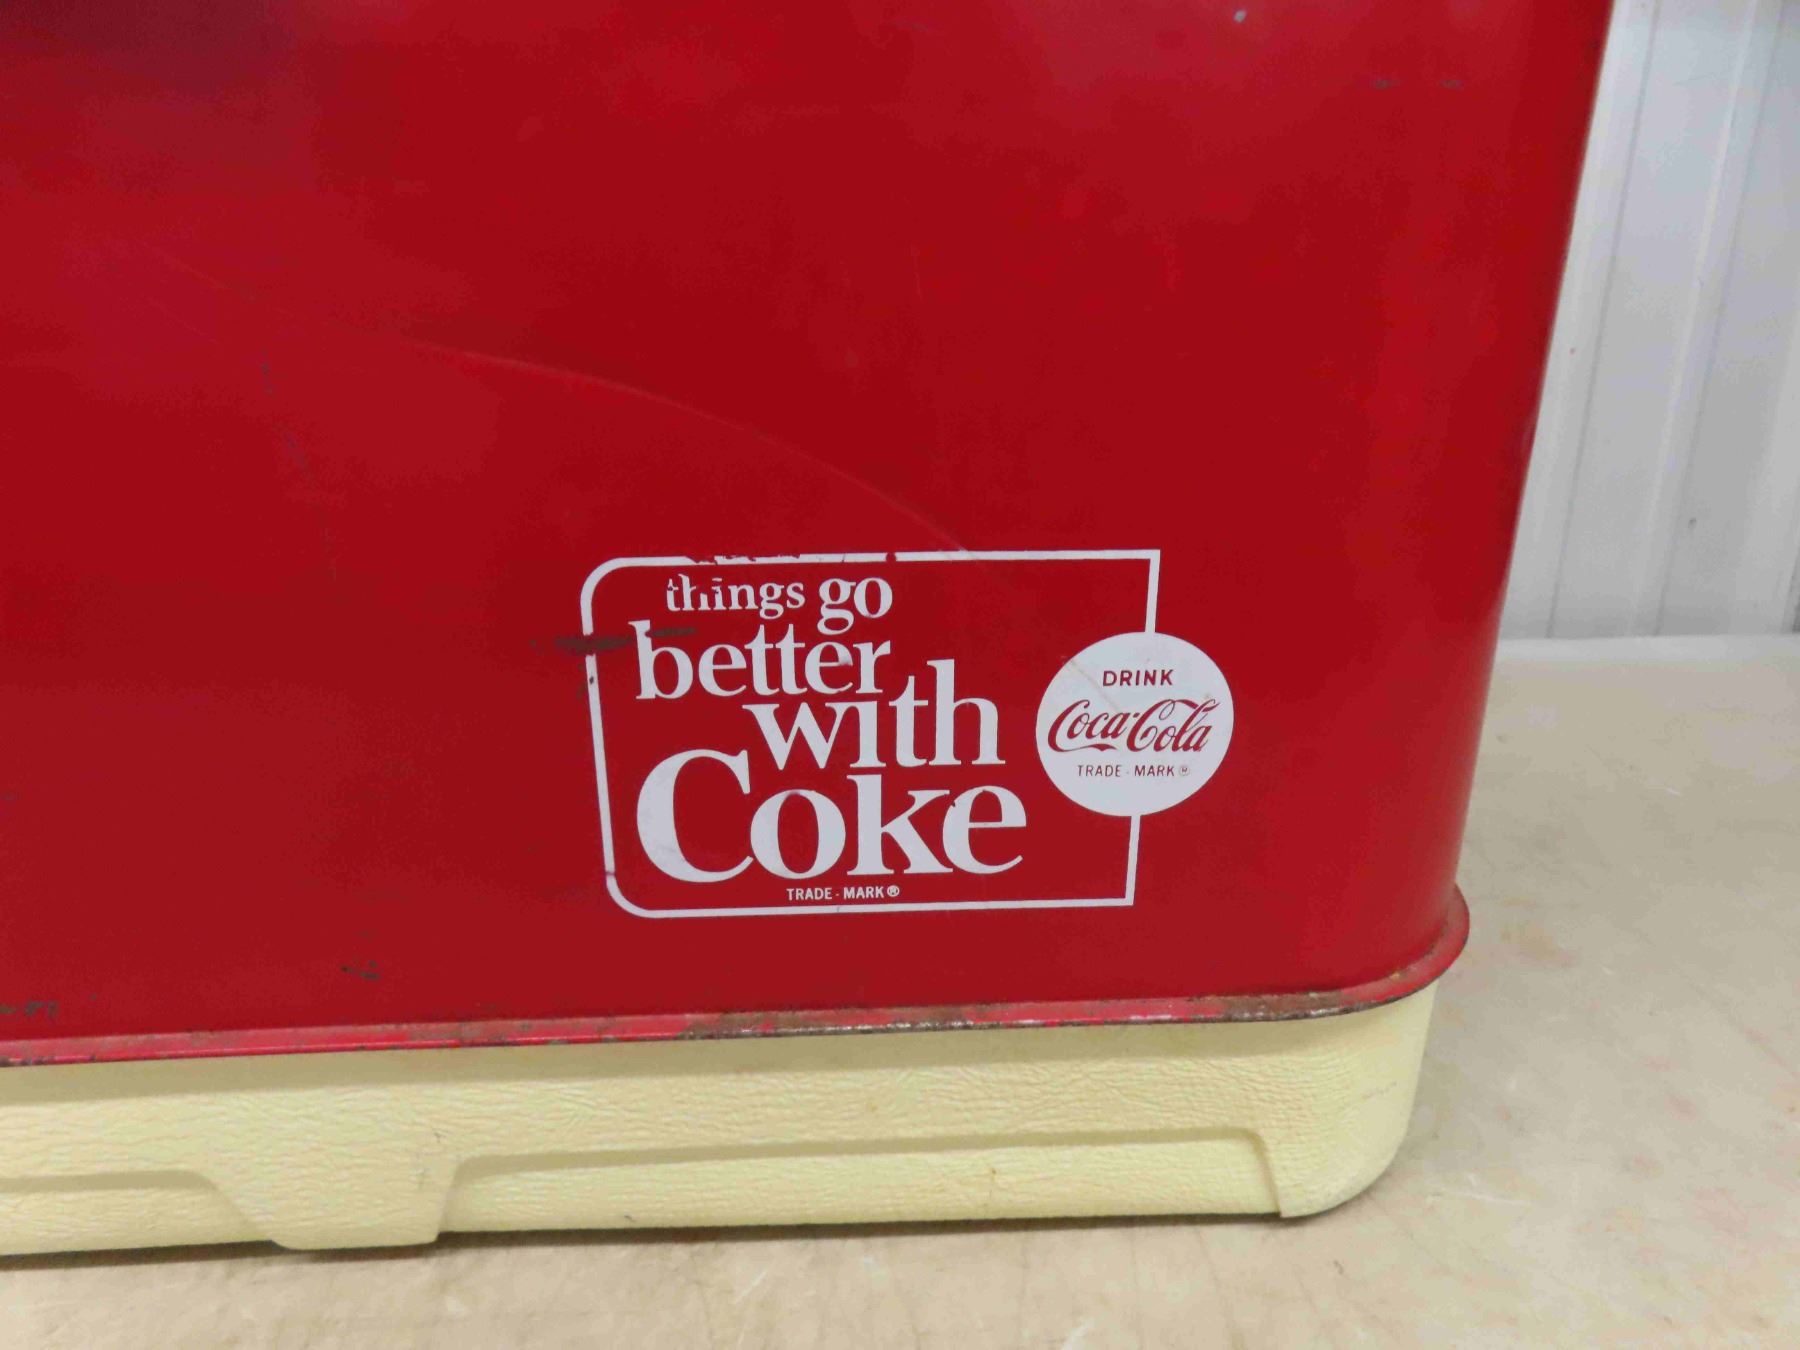 things go
better
with
Coke
TRADE-MARK®
DRINK
Coca-Cola
TRADE-MARK®